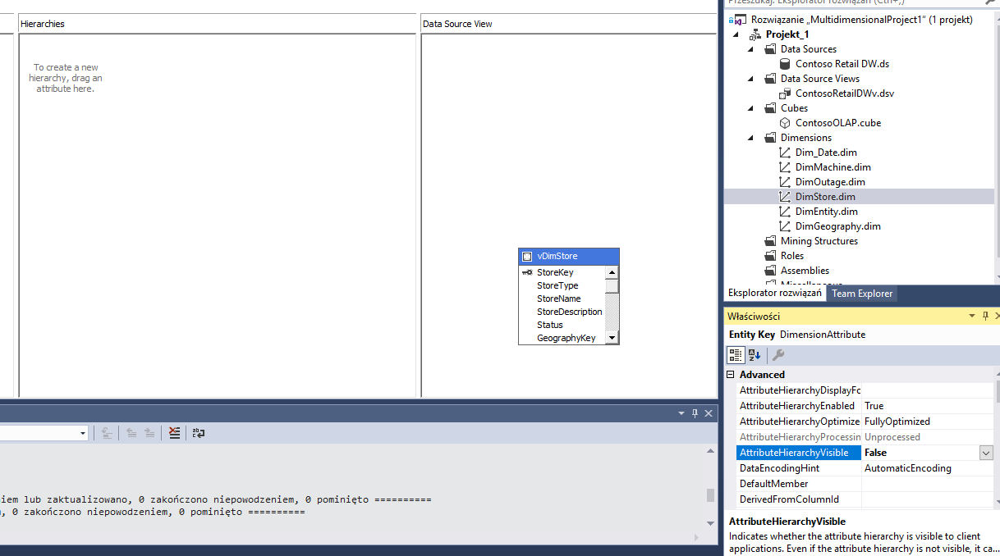 Hierarchies
To create a new
hierarchy, drag an
attribute here.
Data Source View
vDimStore
StoreKey
StoreType
StoreName
StoreDescription
Status
GeographyKey
iem lub zaktualizowano, 0 zakończono niepowodzeniem, 0 pominięto ==========
, 0 zakończono niepowodzeniem, 0 pominięto ==========
Przeszukaj: Eksplorator rozwiązań (Ctrl+;)
Rozwiązanie „MultidimensionalProject1” (1 projekt)
Projekt_1
Data Sources
Contoso Retail DW.ds
Data Source Views
ContosoRetailDWv.dsv
Cubes
ContosoOLAP.cube
Dimensions
Dim_Date.dim
DimMachine.dim
DimOutage.dim
DimStore.dim
DimEntity.dim
DimGeography.dim
Mining Structures
Roles
Assemblies
Miscellaneous
Eksplorator rozwiązań Team Explorer
Właściwości
Entity Key DimensionAttribute
Advanced
AttributeHierarchyDisplayFc
AttributeHierarchyEnabled True
AttributeHierarchyOptimize FullyOptimized
AttributeHierarchyProcessin Unprocessed
AttributeHierarchyVisible False
DataEncodingHint AutomaticEncoding
DefaultMember
DerivedFromColumnId
AttributeHierarchyVisible
Indicates whether the attribute hierarchy is visible to client
applications. Even if the attribute hierarchy is not visible, it ca...